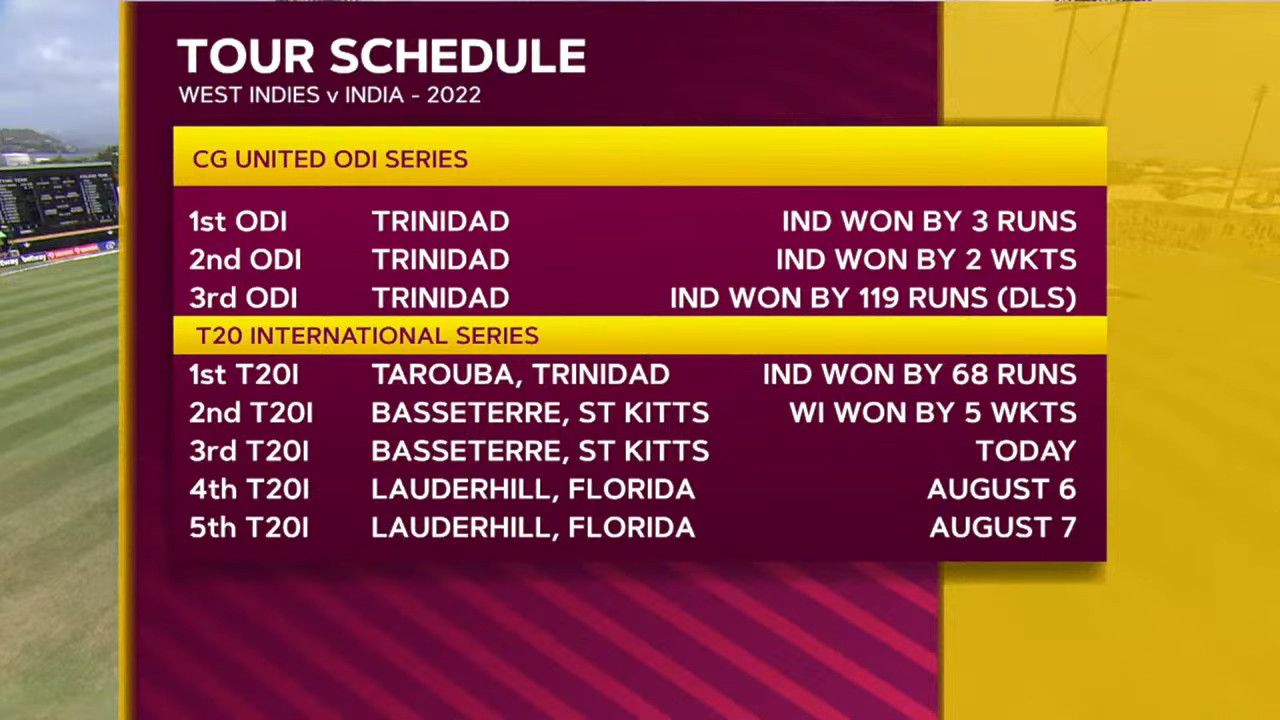 TOUR SCHEDULE
WEST INDIES v INDIA - 2022
CG UNITED ODI SERIES
1st ODI TRINIDAD IND WON BY 3 RUNS
2nd ODI TRINIDAD IND WON BY 2 WKTS
3rd ODI TRINIDAD IND WON BY 119 RUNS (DLS)
T20 INTERNATIONAL SERIES
1st T20I TAROUBA, TRINIDAD IND WON BY 68 RUNS
2nd T20I BASSETERRE, ST KITTS WI WON BY 5 WKTS
3rd T20I BASSETERRE, ST KITTS TODAY
4th T20I LAUDERHILL, FLORIDA AUGUST 6
5th T20I LAUDERHILL, FLORIDA AUGUST 7